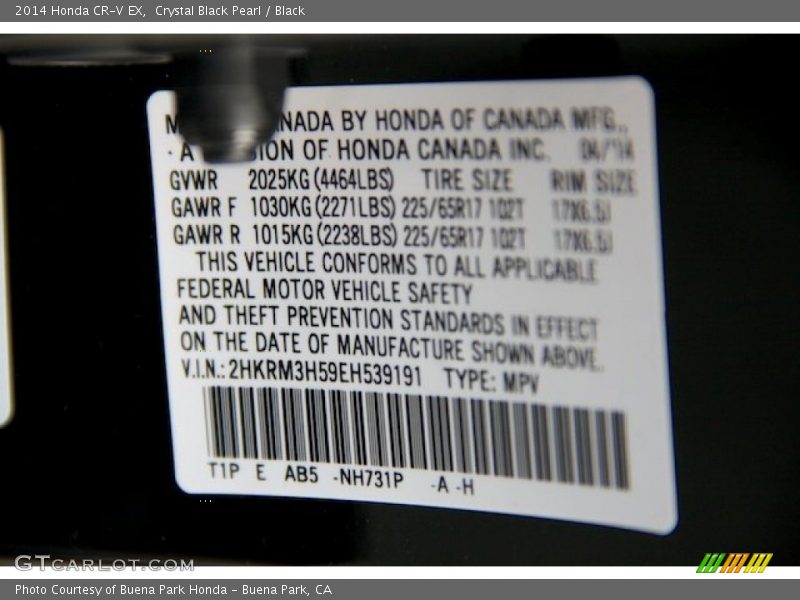 2014 Honda CR-V EX, Crystal Black Pearl / Black
NADA BY HONDA OF CANADA MFG.,
ION OF HONDA CANADA INC. 04/'14
GVWR 2025KG (4464LBS) TIRE SIZE RIM SIZE
GAWR F 1030KG (2271LBS) 225/65R17 102T 17X6.5J
GAWR R 1015KG (2238LBS) 225/65R17 102T 17X6.5J
THIS VEHICLE CONFORMS TO ALL APPLICABLE
FEDERAL MOTOR VEHICLE SAFETY
AND THEFT PREVENTION STANDARDS IN EFFECT
ON THE DATE OF MANUFACTURE SHOWN ABOVE.
V.I.N.: 2HKRM3H59EH539191 TYPE: MPV
T1P E AB5 -NH731P -A -H
GTCARLOT.COM
Photo Courtesy of Buena Park Honda - Buena Park, CA